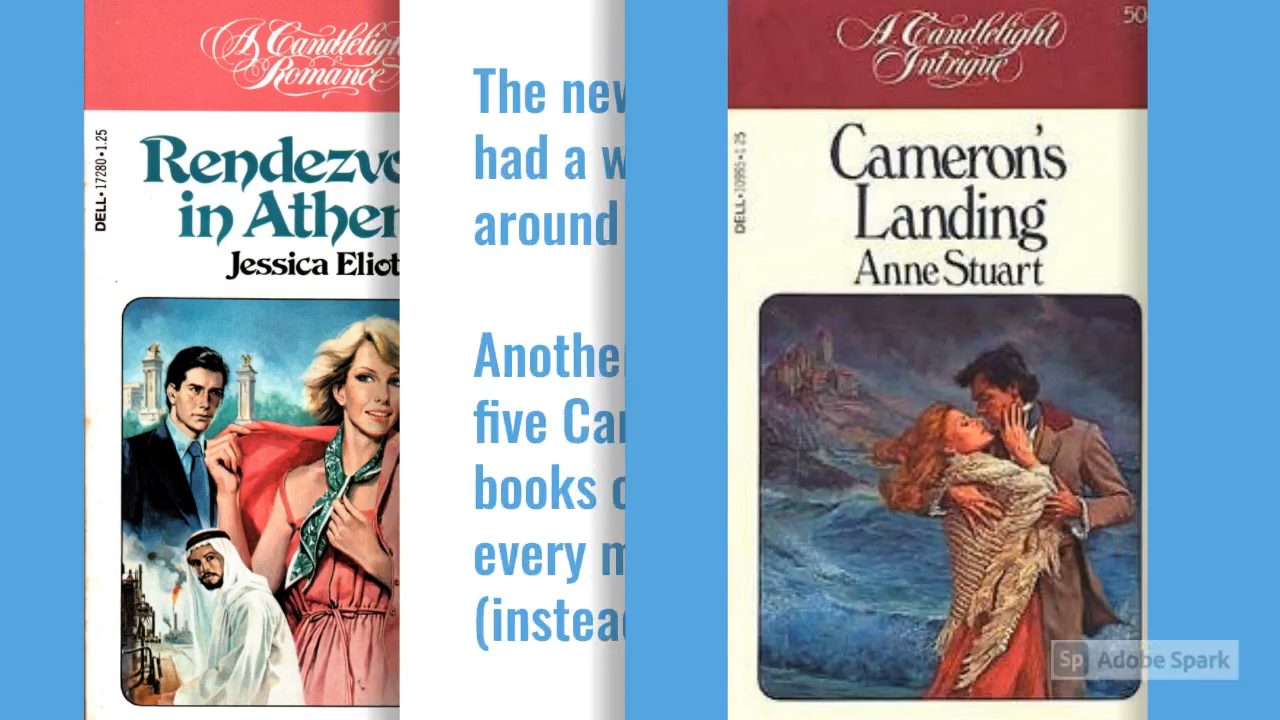 A Candlelight
Romance
DELL • 17280 • 1.25
Rendezvo
in Athen
Jessica Eliot
The new
had a w
around
Another
five Can
books o
every m
(instead
50
A Candlelight
Intrigue
DELL • 10995 • 1.25
Cameron's
Landing
Anne Stuart
Sp Adobe Spark